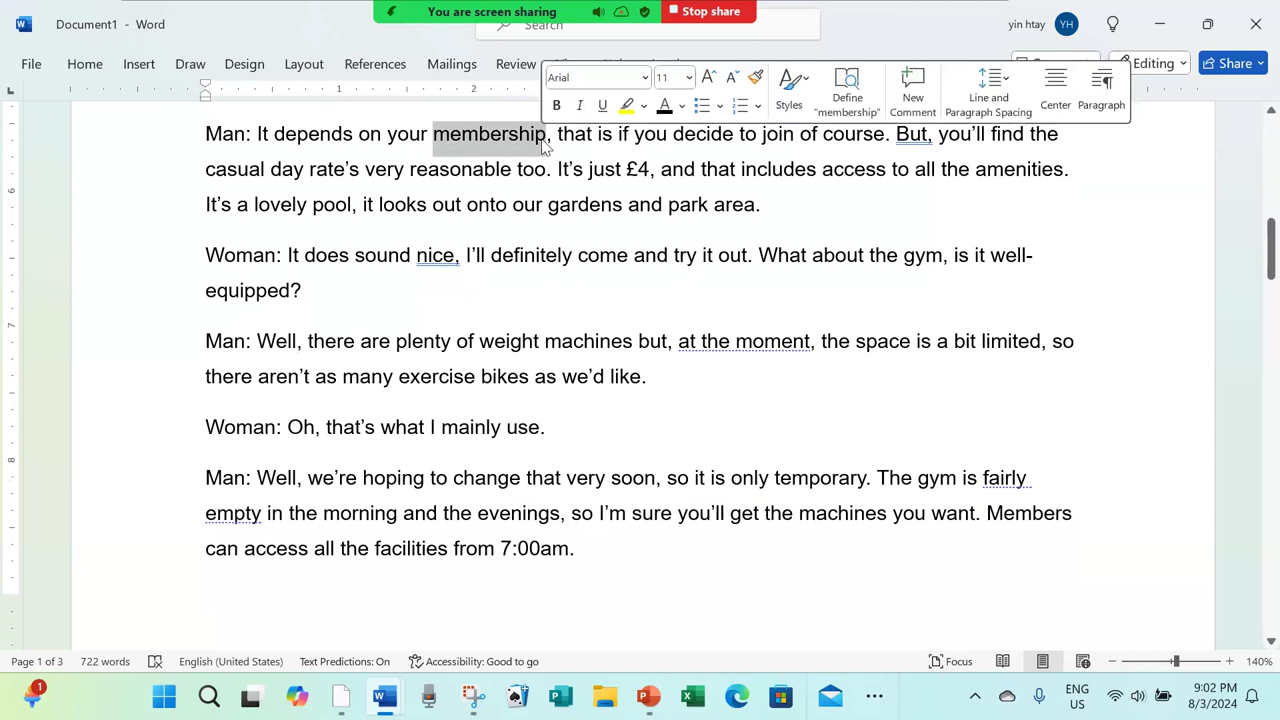 You are screen sharing
Stop share
Document1 - Word
Search
yin htay
YH
File
Home
Insert
Draw
Design
Layout
References
Mailings
Review
Editing
Share
Arial
11
Styles
Define
"membership"
New
Comment
Line and
Paragraph Spacing
Center
Paragraph
1
2
Man: It depends on your membership, that is if you decide to join of course. But, you’ll find the
casual day rate’s very reasonable too. It’s just £4, and that includes access to all the amenities.
It’s a lovely pool, it looks out onto our gardens and park area.
Woman: It does sound nice, I’ll definitely come and try it out. What about the gym, is it well-
equipped?
Man: Well, there are plenty of weight machines but, at the moment, the space is a bit limited, so
there aren’t as many exercise bikes as we’d like.
Woman: Oh, that’s what I mainly use.
Man: Well, we’re hoping to change that very soon, so it is only temporary. The gym is fairly
empty in the morning and the evenings, so I’m sure you’ll get the machines you want. Members
can access all the facilities from 7:00am.
Page 1 of 3
722 words
English (United States)
Text Predictions: On
Accessibility: Good to go
Focus
140%
1
ENG
US
9:02 PM
8/3/2024